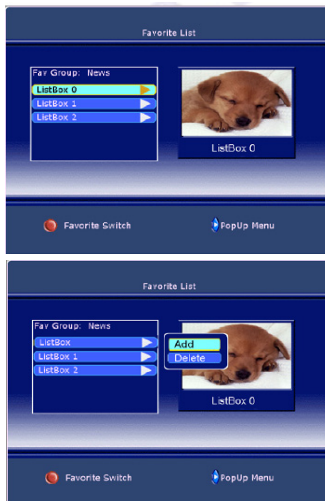 Favorite List
Fav Group: News
ListBox 0
ListBox 1
ListBox 2
ListBox 0
Favorite Switch
PopUp Menu
Favorite List
Fav Group: News
ListBox
ListBox 1
ListBox 2
Add
Delete
ListBox 0
Favorite Switch
PopUp Menu